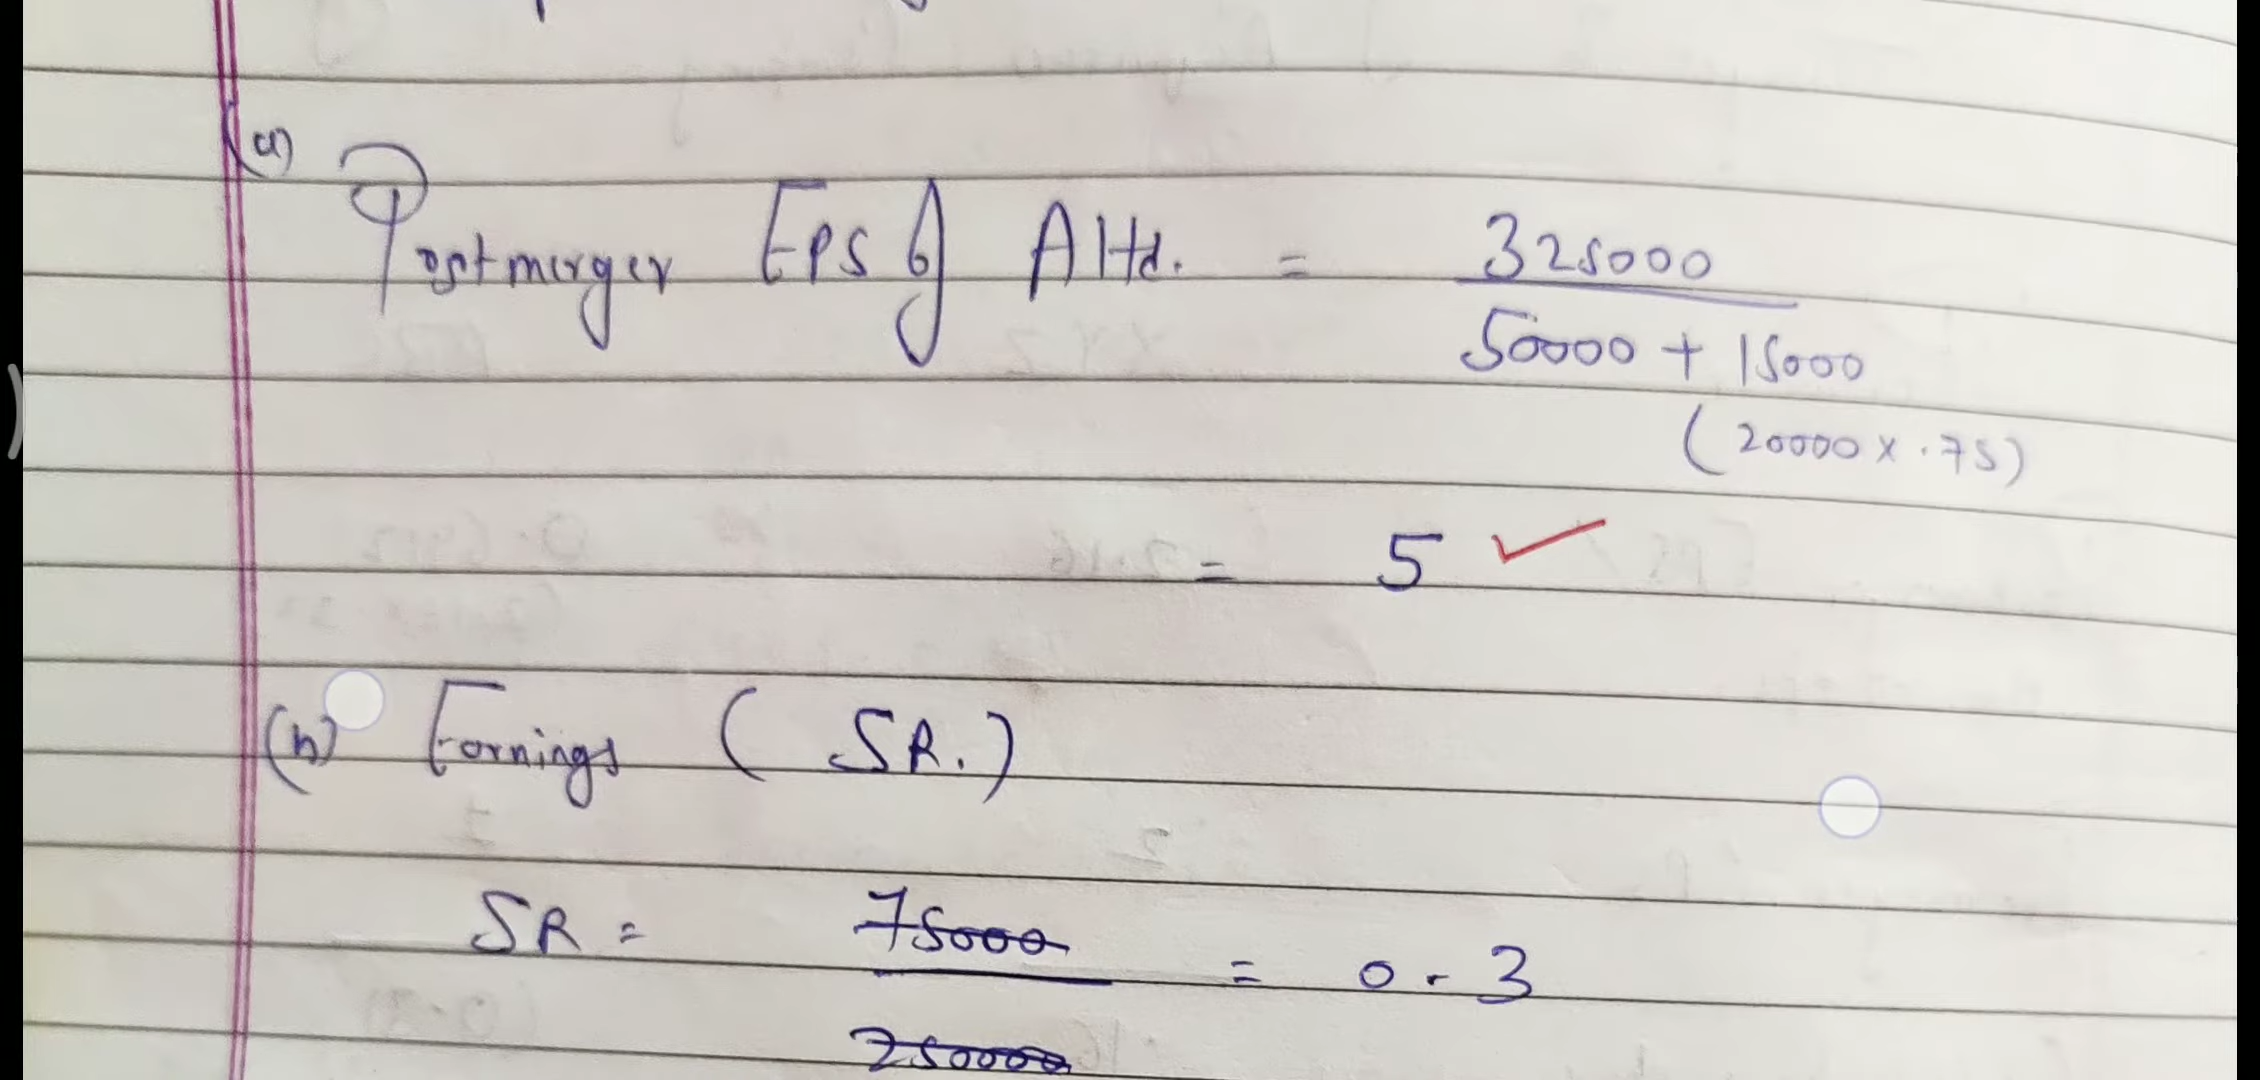 (a) Postmerger EPS of A ltd. = 325000
50000 + 15000
(20000 x .75)
= 5 ✓
(b) Earnings ( SR. )
SR = 75000 = 0.3
250000